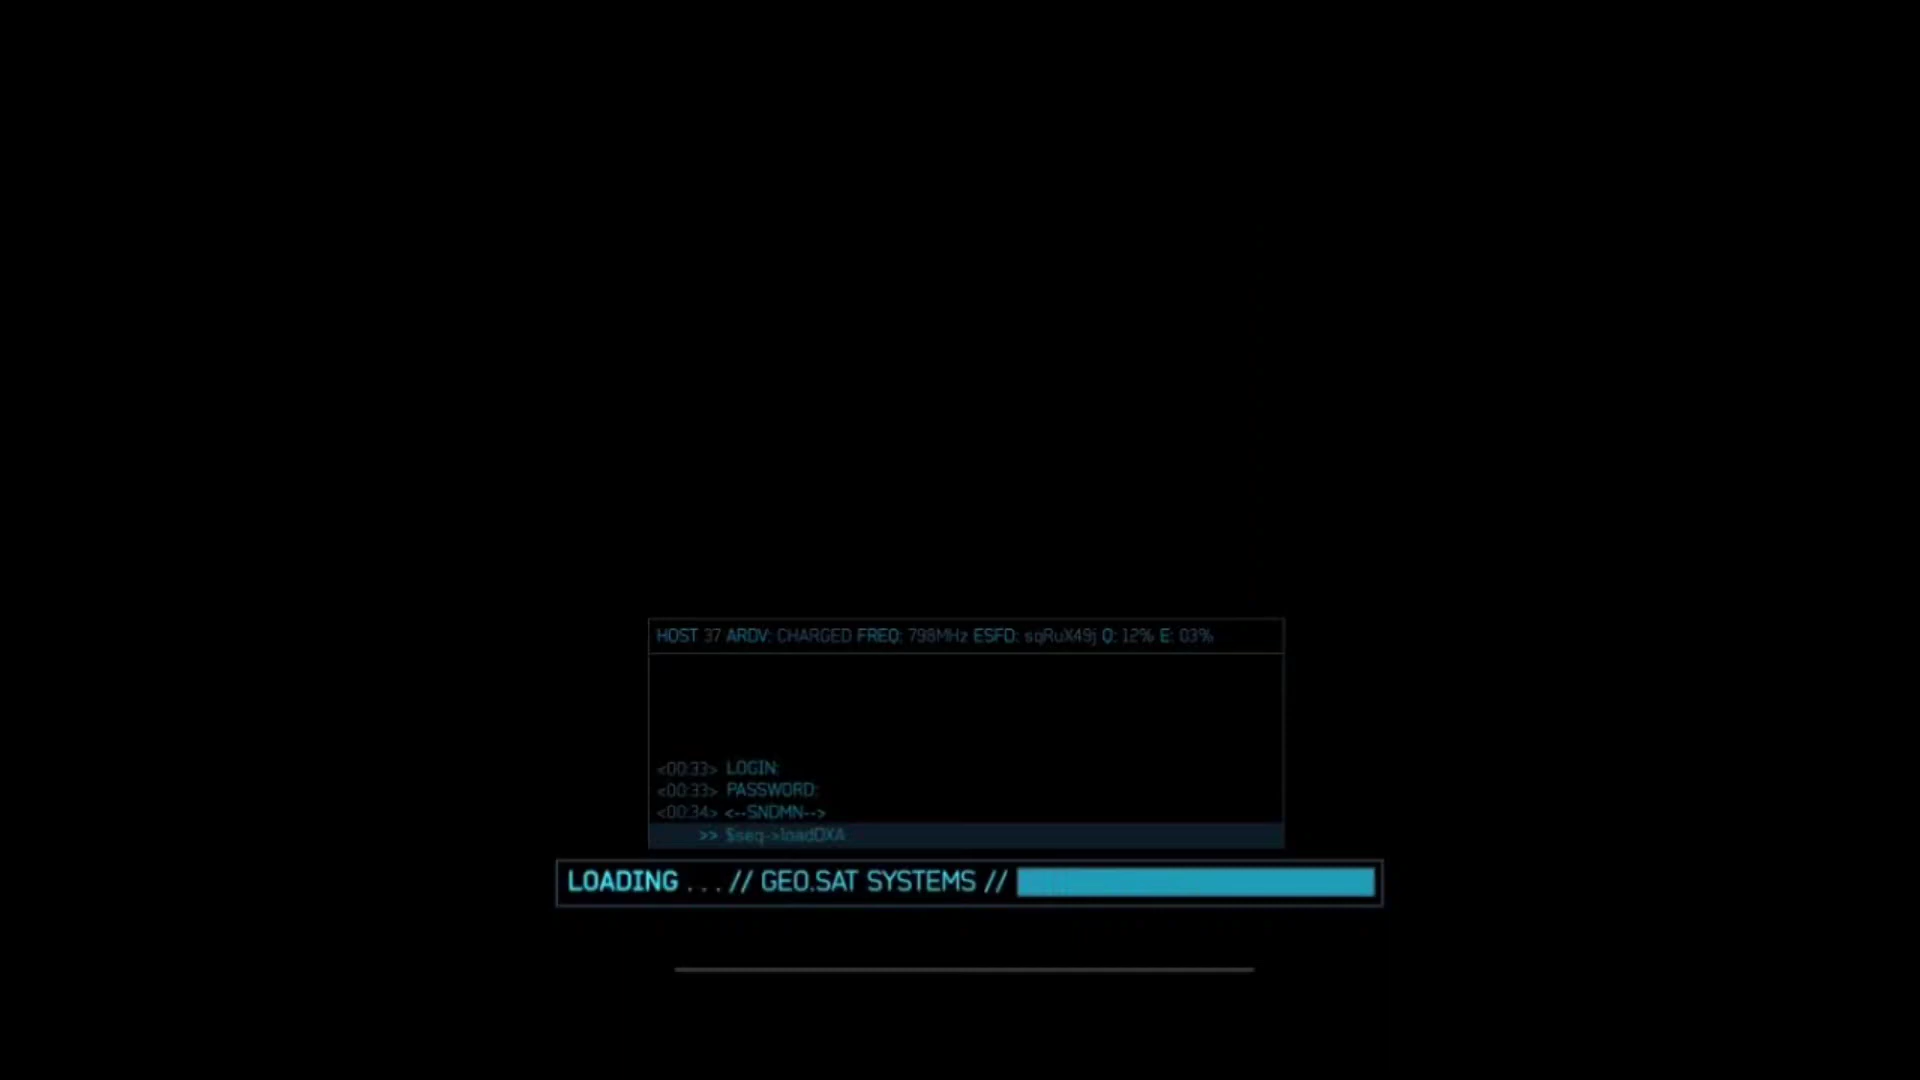 HOST 37 ARDV: CHARGED FREQ: 798MHz ESFD: sqRuX49j Q: 12% E: 03%
<00:33> LOGIN:
<00:33> PASSWORD:
<00:34> <--SNDMN-->
>> $seq->loadDXA
LOADING ... // GEO.SAT SYSTEMS //